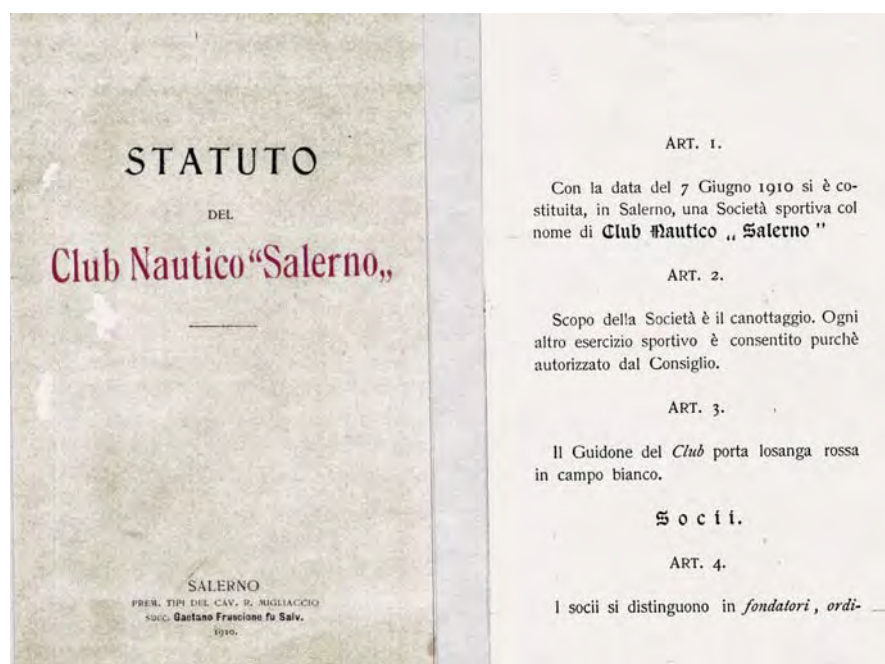 STATUTO
DEL
Club Nautico “Salerno„
SALERNO
PREM. TIPI DEL CAV. R. MIGLIACCIO
succ. Gaetano Fruscione fu Salv.
1910.
ART. 1.
Con la data del 7 Giugno 1910 si è co-
stituita, in Salerno, una Società sportiva col
nome di Club Nautico „ Salerno ”
ART. 2.
Scopo della Società è il canottaggio. Ogni
altro esercizio sportivo è consentito purchè
autorizzato dal Consiglio.
ART. 3.
Il Guidone del Club porta losanga rossa
in campo bianco.
Socii.
ART. 4.
I socii si distinguono in fondatori, ordi-